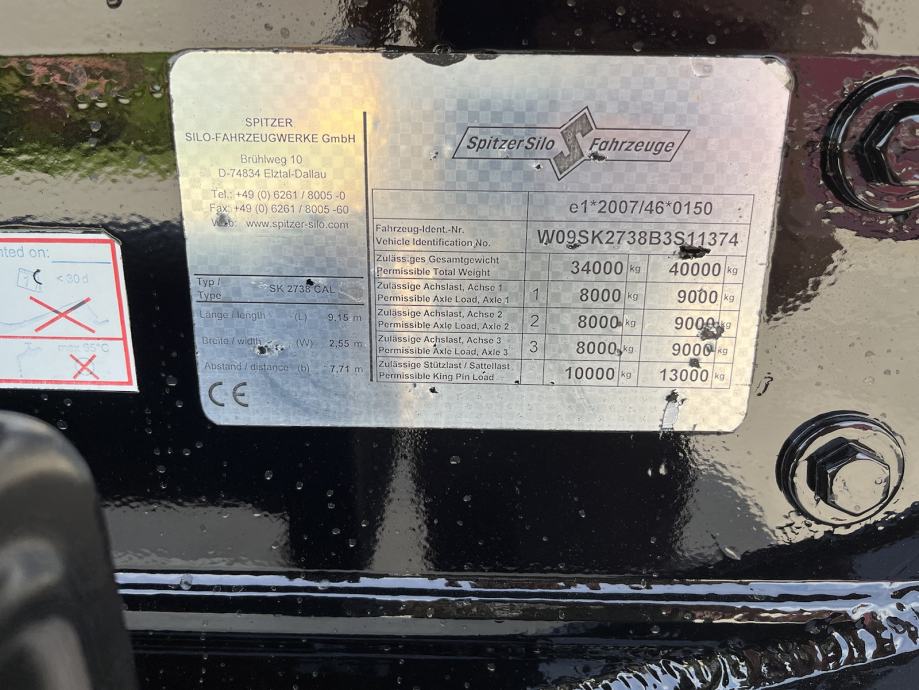 SPITZER
SILO-FAHRZEUGWERKE GmbH
Brühlweg 10
D-74834 Elztal-Dallau
Tel.: +49 (0) 6261 / 8005 -0
Fax: +49 (0) 6261 / 8005 -60
Web: www.spitzer-silo.com
Typ /
Type SK 2738 CAL
Länge / length (L) 9,15 m
Breite / width (W) 2,55 m
Abstand / distance (b) 7,71 m
CE
SpitzerSilo S Fahrzeuge
e1*2007/46*0150
Fahrzeug-Ident.-Nr.
Vehicle Identification No. W09SK2738B3S11374
Zulässiges Gesamtgewicht
Permissible Total Weight 34000 kg 40000 kg
Zulässige Achslast, Achse 1
Permissible Axle Load, Axle 1 1 8000 kg 9000 kg
Zulässige Achslast, Achse 2
Permissible Axle Load, Axle 2 2 8000 kg 9000 kg
Zulässige Achslast, Achse 3
Permissible Axle Load, Axle 3 3 8000 kg 9000 kg
Zulässige Stützlast / Sattellast
Permissible King Pin Load 10000 kg 13000 kg
nted on:
< 30 d
max 65°C